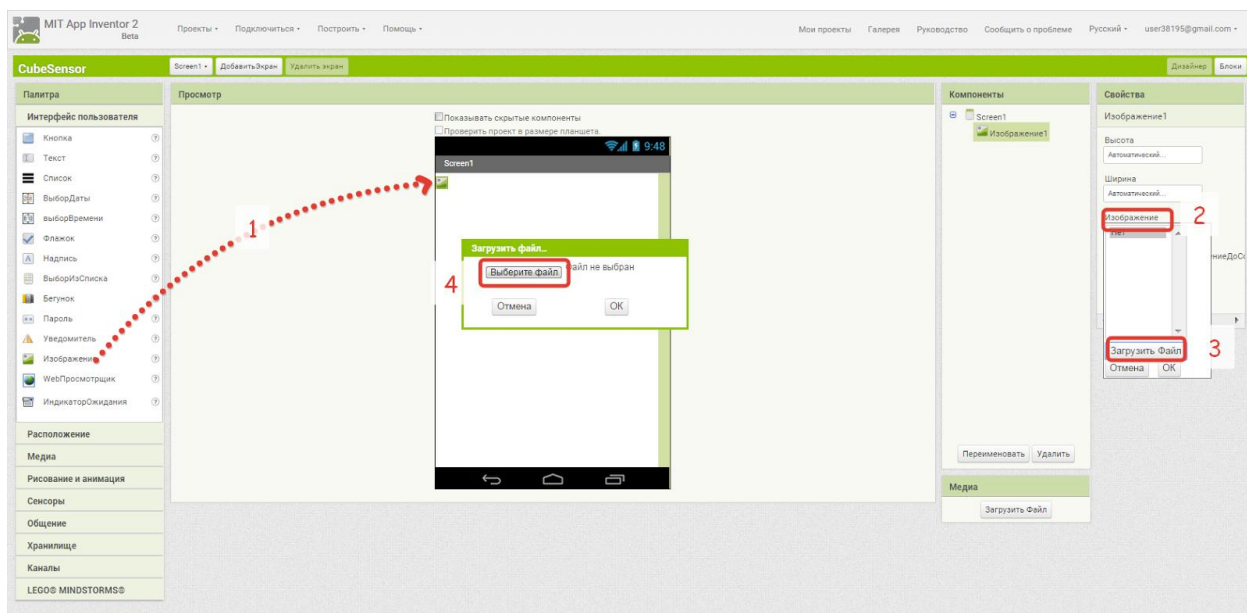 MIT App Inventor 2
Beta
Проекты
Подключиться
Построить
Помощь
Мои проекты
Галерея
Руководство
Сообщить о проблеме
Русский
user38195@gmail.com
CubeSensor
Screen1
ДобавитьЭкран
Удалить экран
Дизайнер
Блоки
Палитра
Интерфейс пользователя
Кнопка
Текст
Список
ВыборДаты
выборВремени
Флажок
Надпись
ВыборИзСписка
Бегунок
Пароль
Уведомитель
Изображение
WebПросмотрщик
ИндикаторОжидания
Расположение
Медиа
Рисование и анимация
Сенсоры
Общение
Хранилище
Каналы
LEGO® MINDSTORMS®
Просмотр
Показывать скрытые компоненты
Проверить проект в размере планшета.
9:48
Screen1
1
Загрузить файл...
4
Выберите файл
файл не выбран
Отмена
OK
Компоненты
Screen1
Изображение1
Переименовать
Удалить
Медиа
Загрузить Файл
Свойства
Изображение1
Высота
Автоматический...
Ширина
Автоматический...
Изображение
2
Нет
Загрузить Файл
3
Отмена
OK